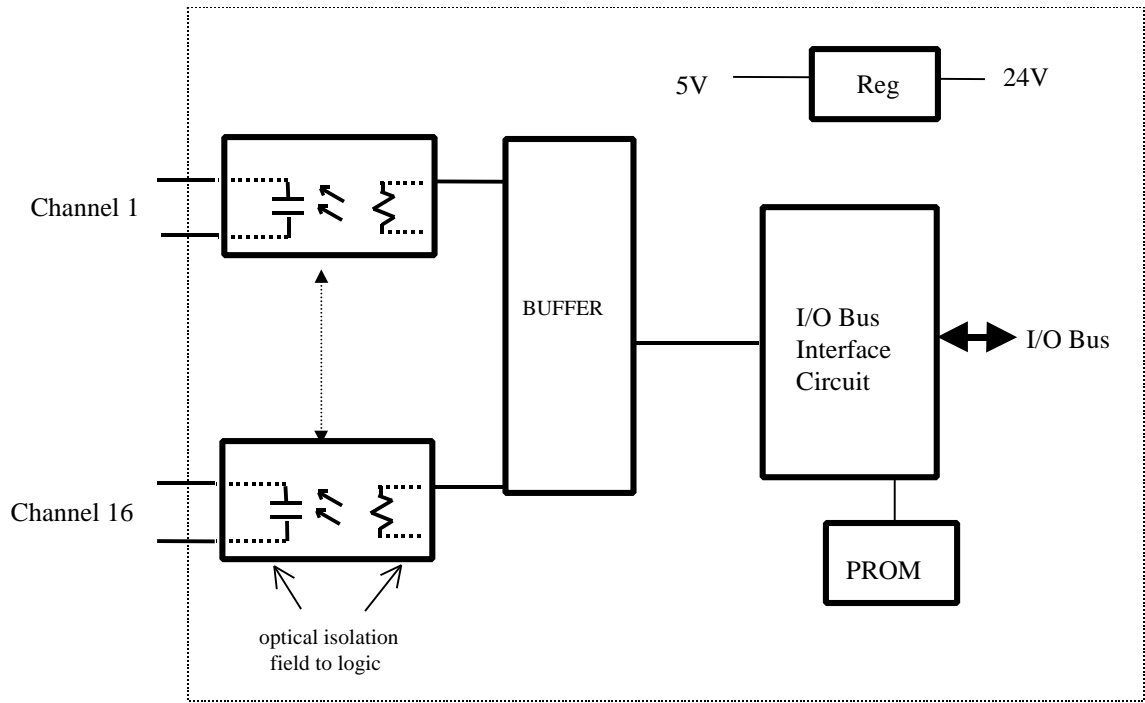 5V
Reg
24V
Channel 1
BUFFER
I/O Bus
Interface
Circuit
I/O Bus
Channel 16
PROM
optical isolation
field to logic